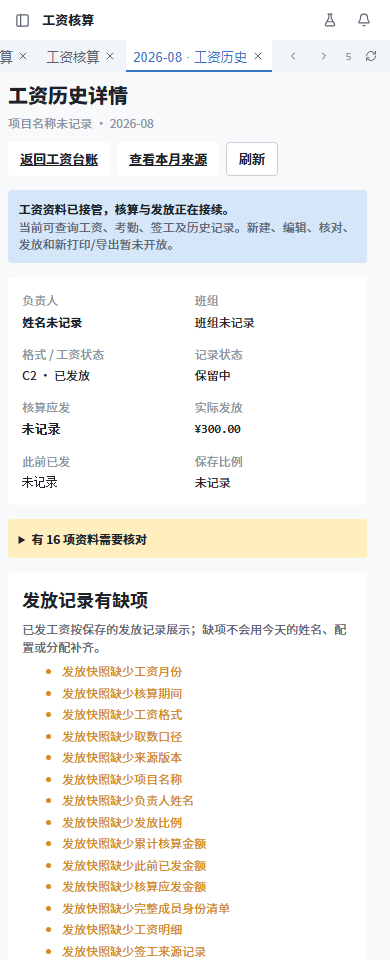 工资核算
算
工资核算
2026-08 · 工资历史
5
工资历史详情
项目名称未记录 • 2026-08
返回工资台账
查看本月来源
刷新
工资资料已接管，核算与发放正在接续。
当前可查询工资、考勤、签工及历史记录。新建、编辑、核对、
发放和新打印/导出暂未开放。
负责人
班组
姓名未记录
班组未记录
格式 / 工资状态
记录状态
C2 • 已发放
保留中
核算应发
实际发放
未记录
¥300.00
此前已发
保存比例
未记录
未记录
有 16 项资料需要核对
发放记录有缺项
已发工资按保存的发放记录展示；缺项不会用今天的姓名、配
置或分配补齐。
发放快照缺少工资月份
发放快照缺少核算期间
发放快照缺少工资格式
发放快照缺少取数口径
发放快照缺少来源版本
发放快照缺少项目名称
发放快照缺少负责人姓名
发放快照缺少发放比例
发放快照缺少累计核算金额
发放快照缺少此前已发金额
发放快照缺少核算应发金额
发放快照缺少完整成员身份清单
发放快照缺少工资明细
发放快照缺少签工来源记录